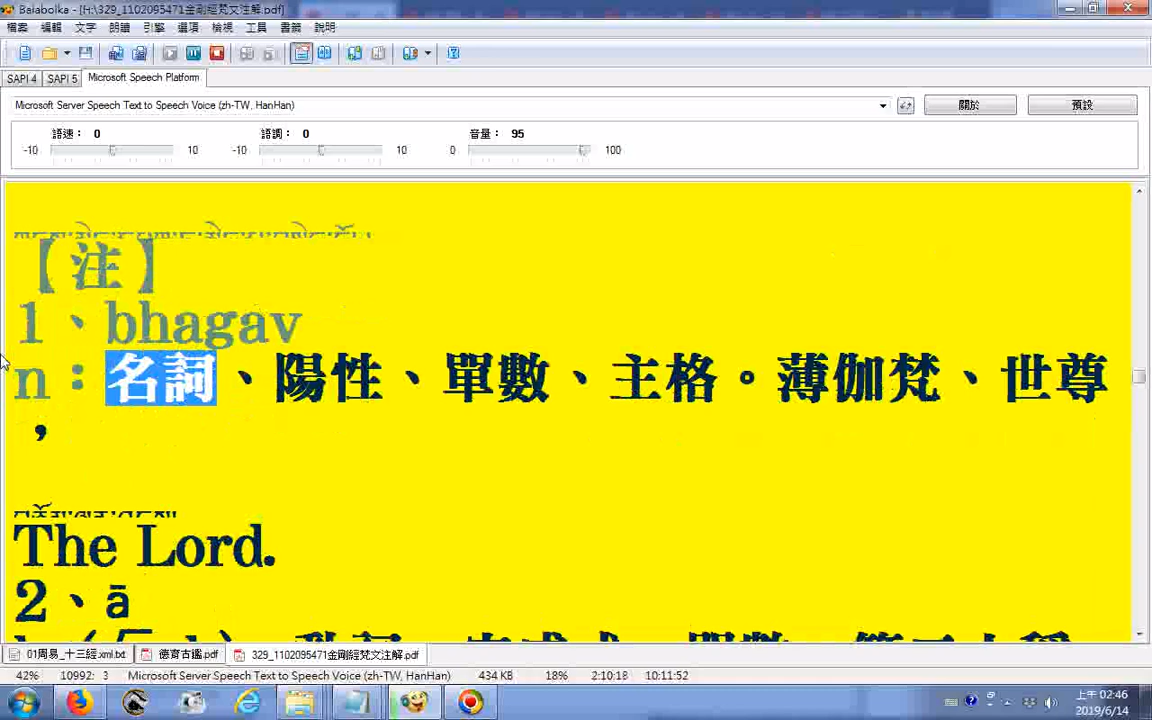 Balabolka - [H:\329_1102095471金剛經梵文注解.pdf]
檔案 編輯 文字 朗讀 引擎 選項 檢視 工具 書籤 說明
SAPI 4 SAPI 5 Microsoft Speech Platform
Microsoft Server Speech Text to Speech Voice (zh-TW, HanHan) 關於 預設
語速： 0 語調： 0 音量： 95
-10 10 -10 10 0 100
【注】
1、bhagav
n：名詞、陽性、單數、主格。薄伽梵、世尊
，
The Lord.
2、ā
01周易_十三經.xml.txt 德育古鑑.pdf 329_1102095471金剛經梵文注解.pdf
42% 10992: 3 Microsoft Server Speech Text to Speech Voice (zh-TW, HanHan) 434 KB 18% 2:10:18 10:11:52
上午 02:46
2019/6/14